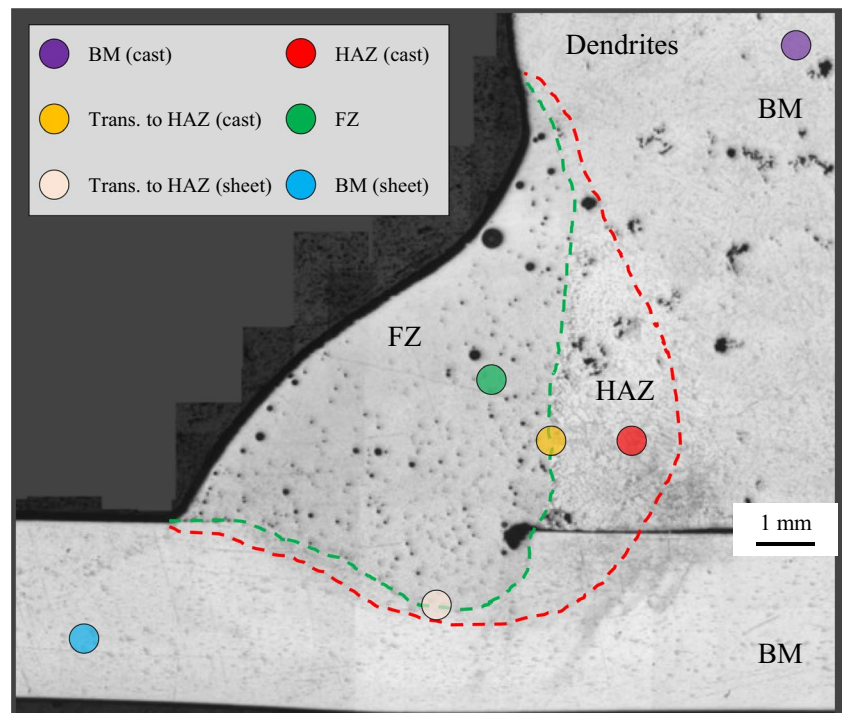 BM (cast)
HAZ (cast)
Trans. to HAZ (cast)
FZ
Trans. to HAZ (sheet)
BM (sheet)
Dendrites
BM
FZ
HAZ
1 mm
BM